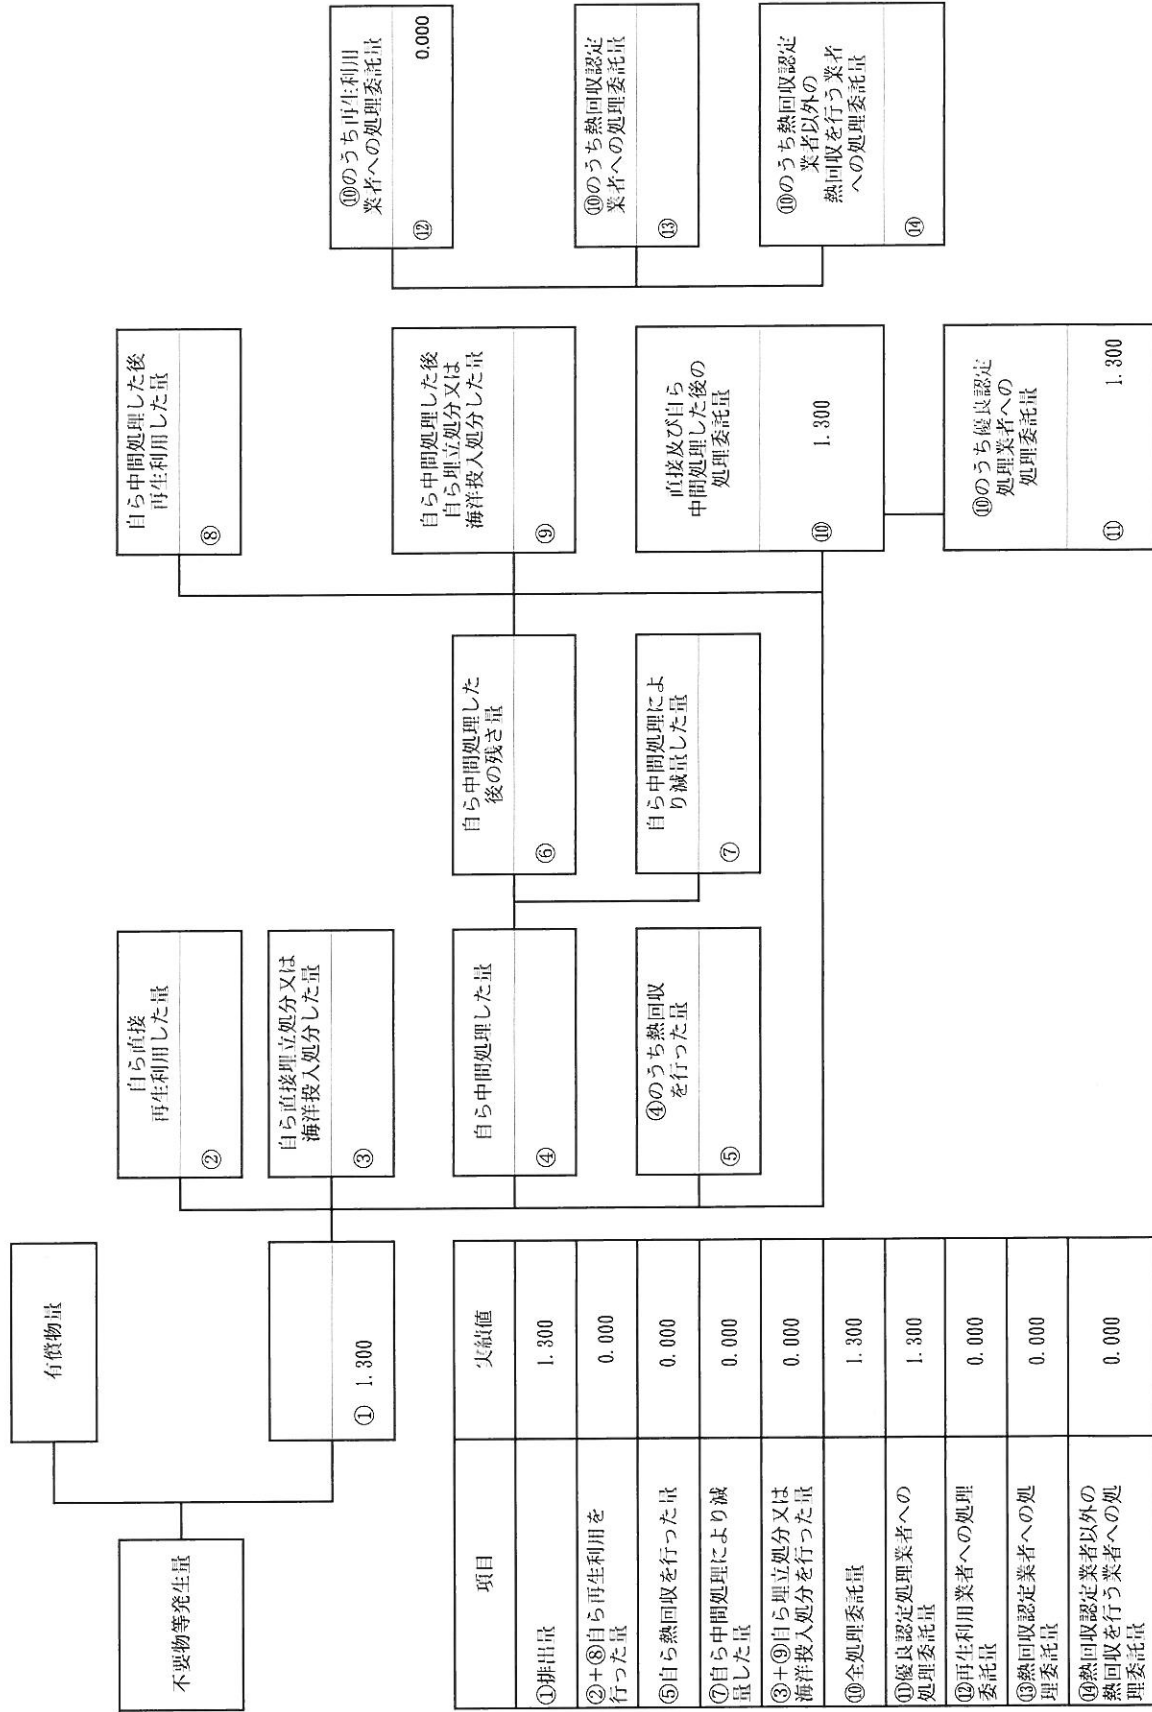 不要物等発生量
有償物量
① 1.300
自ら直接
再生利用した量
②
自ら直接埋立処分又は
海洋投入処分した量
③
自ら中間処理した量
④
④のうち熱回収
を行った量
⑤
自ら中間処理した
後の残さ量
⑥
自ら中間処理によ
り減量した量
⑦
自ら中間処理した後
再生利用した量
⑧
自ら中間処理した後
自ら埋立処分又は
海洋投入処分した量
⑨
直接及び自ら
中間処理した後の
処理委託量
⑩ 1.300
⑩のうち優良認定
処理業者への
処理委託量
⑪ 1.300
⑩のうち再生利用
業者への処理委託量
⑫ 0.000
⑩のうち熱回収認定
業者への処理委託量
⑬
⑩のうち熱回収認定
業者以外の
熱回収を行う業者
への処理委託量
⑭
項目 実績値
①排出量 1.300
②+⑧自ら再生利用を
行った量 0.000
⑤自ら熱回収を行った量 0.000
⑦自ら中間処理により減
量した量 0.000
③+⑨自ら埋立処分又は
海洋投入処分を行った量 0.000
⑩全処理委託量 1.300
⑪優良認定処理業者への
処理委託量 1.300
⑫再生利用業者への処理
委託量 0.000
⑬熱回収認定業者への処
理委託量 0.000
⑭熱回収認定業者以外の
熱回収を行う業者への処
理委託量 0.000